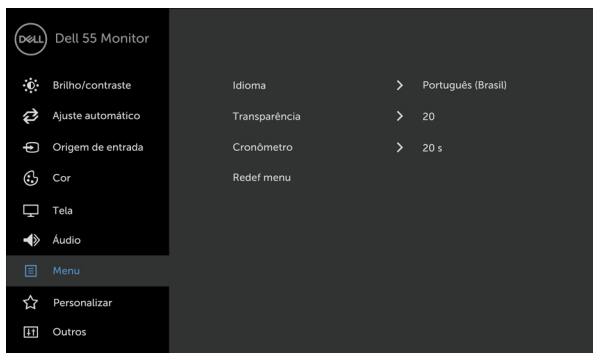 DELL Dell 55 Monitor
Brilho/contraste
Ajuste automático
Origem de entrada
Cor
Tela
Áudio
Menu
Personalizar
Outros
Idioma > Português (Brasil)
Transparência > 20
Cronômetro > 20 s
Redef menu